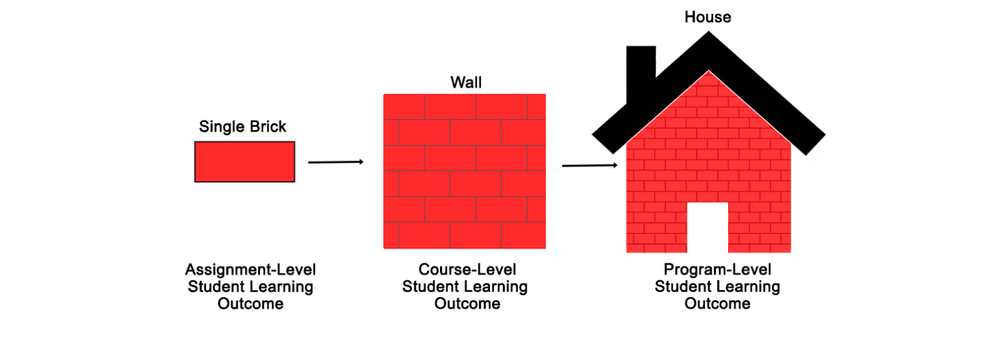 Single Brick
Assignment-Level
Student Learning
Outcome
Wall
Course-Level
Student Learning
Outcome
House
Program-Level
Student Learning
Outcome